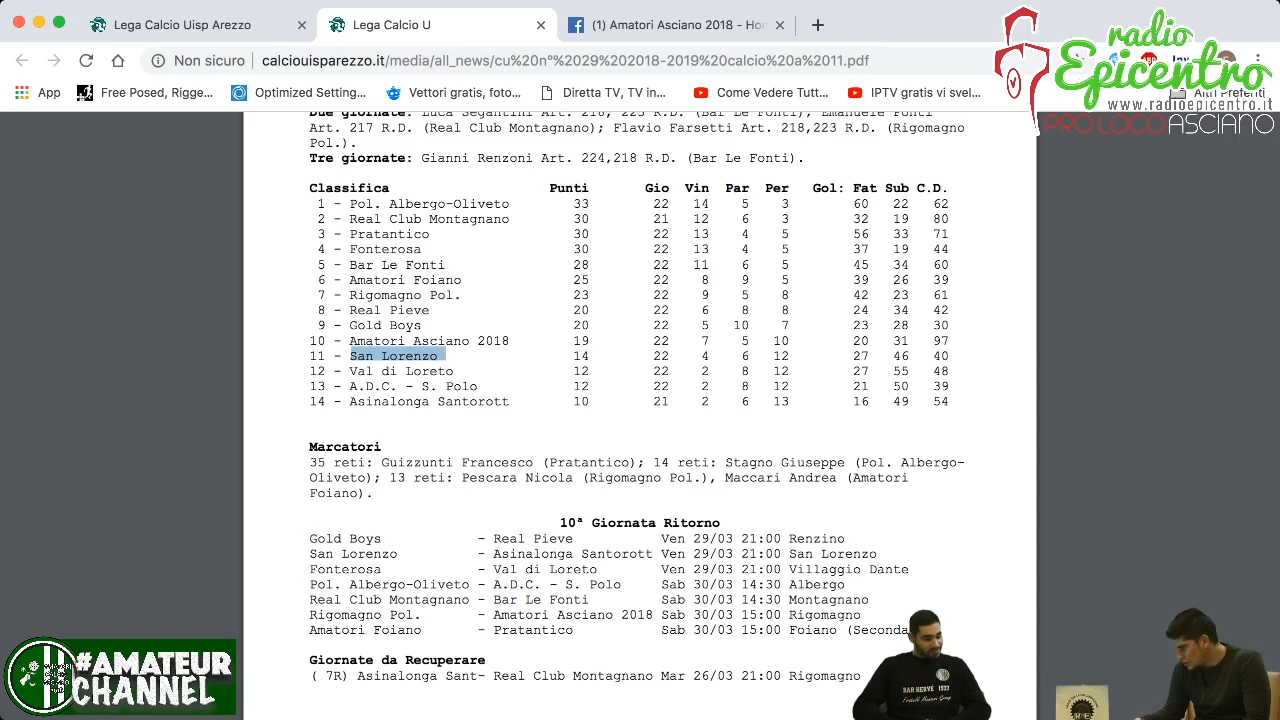 Lega Calcio Uisp Arezzo
Lega Calcio U
(1) Amatori Asciano 2018 - Hor
Non sicuro
calciouisparezzo.it/media/all_news/cu%20n°%2029%202018-2019%20calcio%20a%2011.pdf
App
Free Posed, Rigge...
Optimized Setting...
Vettori gratis, foto...
Diretta TV, TV in...
Come Vedere Tutt...
IPTV gratis vi svel...
Altri Preferiti
radio
Epicentro
www.radioepicentro.it
PRO LOCO ASCIANO
Due giornate: Luca Segantini Art. 218, 223 R.D. (Bar Le Fonti); Emanuele Fonti
Art. 217 R.D. (Real Club Montagnano); Flavio Farsetti Art. 218,223 R.D. (Rigomagno
Pol.).
Tre giornate: Gianni Renzoni Art. 224,218 R.D. (Bar Le Fonti).
Classifica Punti Gio Vin Par Per Gol: Fat Sub C.D.
1 - Pol. Albergo-Oliveto 33 22 14 5 3 60 22 62
2 - Real Club Montagnano 30 21 12 6 3 32 19 80
3 - Pratantico 30 22 13 4 5 56 33 71
4 - Fonterosa 30 22 13 4 5 37 19 44
5 - Bar Le Fonti 28 22 11 6 5 45 34 60
6 - Amatori Foiano 25 22 8 9 5 39 26 39
7 - Rigomagno Pol. 23 22 9 5 8 42 23 61
8 - Real Pieve 20 22 6 8 8 24 34 42
9 - Gold Boys 20 22 5 10 7 23 28 30
10 - Amatori Asciano 2018 19 22 7 5 10 20 31 97
11 - San Lorenzo 14 22 4 6 12 27 46 40
12 - Val di Loreto 12 22 2 8 12 27 55 48
13 - A.D.C. - S. Polo 12 22 2 8 12 21 50 39
14 - Asinalonga Santorott 10 21 2 6 13 16 49 54
Marcatori
35 reti: Guizzunti Francesco (Pratantico); 14 reti: Stagno Giuseppe (Pol. Albergo-
Oliveto); 13 reti: Pescara Nicola (Rigomagno Pol.), Maccari Andrea (Amatori
Foiano).
10ª Giornata Ritorno
Gold Boys - Real Pieve Ven 29/03 21:00 Renzino
San Lorenzo - Asinalonga Santorott Ven 29/03 21:00 San Lorenzo
Fonterosa - Val di Loreto Ven 29/03 21:00 Villaggio Dante
Pol. Albergo-Oliveto - A.D.C. - S. Polo Sab 30/03 14:30 Albergo
Real Club Montagnano - Bar Le Fonti Sab 30/03 14:30 Montagnano
Rigomagno Pol. - Amatori Asciano 2018 Sab 30/03 15:00 Rigomagno
Amatori Foiano - Pratantico Sab 30/03 15:00 Foiano (Seconda
Giornate da Recuperare
( 7R) Asinalonga Sant- Real Club Montagnano Mar 26/03 21:00 Rigomagno
#AMATEUR
CHANNEL
BAR HERVÉ 1933